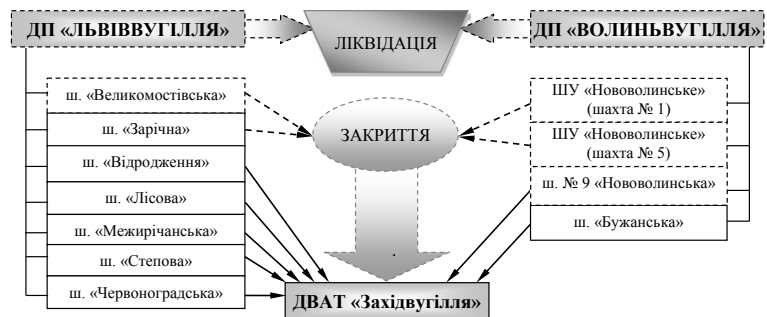 ДП «ЛЬВІВВУГІЛЛЯ»
ЛІКВІДАЦІЯ
ДП «ВОЛИНЬВУГІЛЛЯ»
ш. «Великомостівська»
ш. «Зарічна»
ш. «Відродження»
ш. «Лісова»
ш. «Межирічанська»
ш. «Степова»
ш. «Червоноградська»
ЗАКРИТТЯ
ШУ «Нововолинське»
(шахта № 1)
ШУ «Нововолинське»
(шахта № 5)
ш. № 9 «Нововолинська»
ш. «Бужанська»
ДВАТ «Західвугілля»